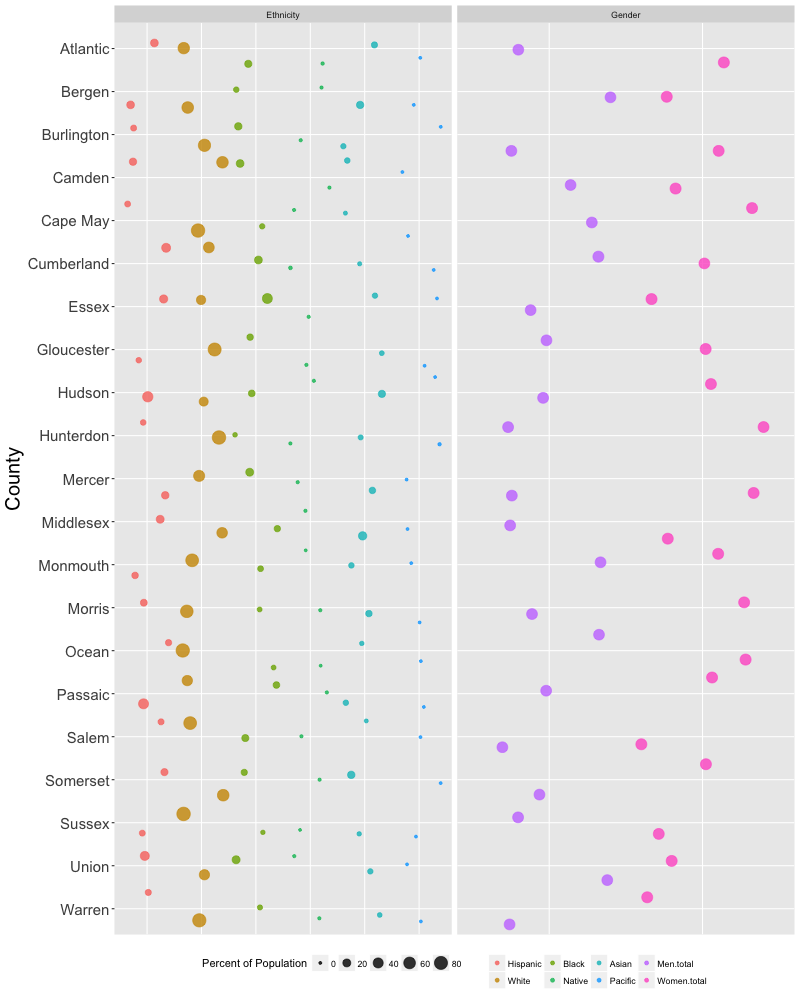 Ethnicity Gender
Atlantic
Bergen
Burlington
Camden
Cape May
Cumberland
Essex
Gloucester
Hudson
Hunterdon
Mercer
Middlesex
Monmouth
Morris
Ocean
Passaic
Salem
Somerset
Sussex
Union
Warren
County
Percent of Population 0 20 40 60 80
Hispanic Black Asian Men.total
White Native Pacific Women.total